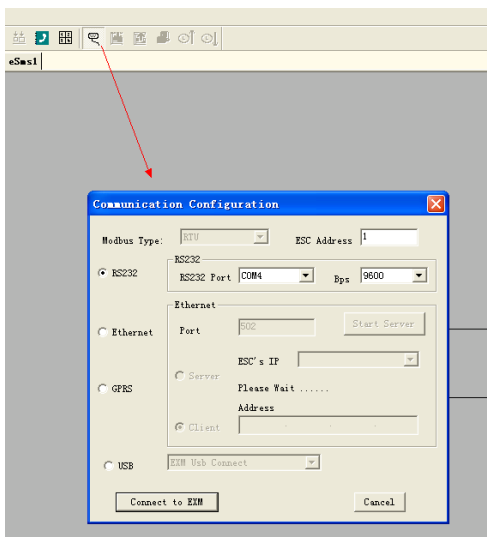 eSms1
Communication Configuration
Modbus Type: RTU ESC Address 1
RS232
RS232 RS232 Port COM4 Bps 9600
Ethernet
Ethernet Port 502 Start Server
ESC's IP
Server
GPRS Please Wait ......
Address
Client
USB EXM Usb Connect
Connect to EXM Cancel